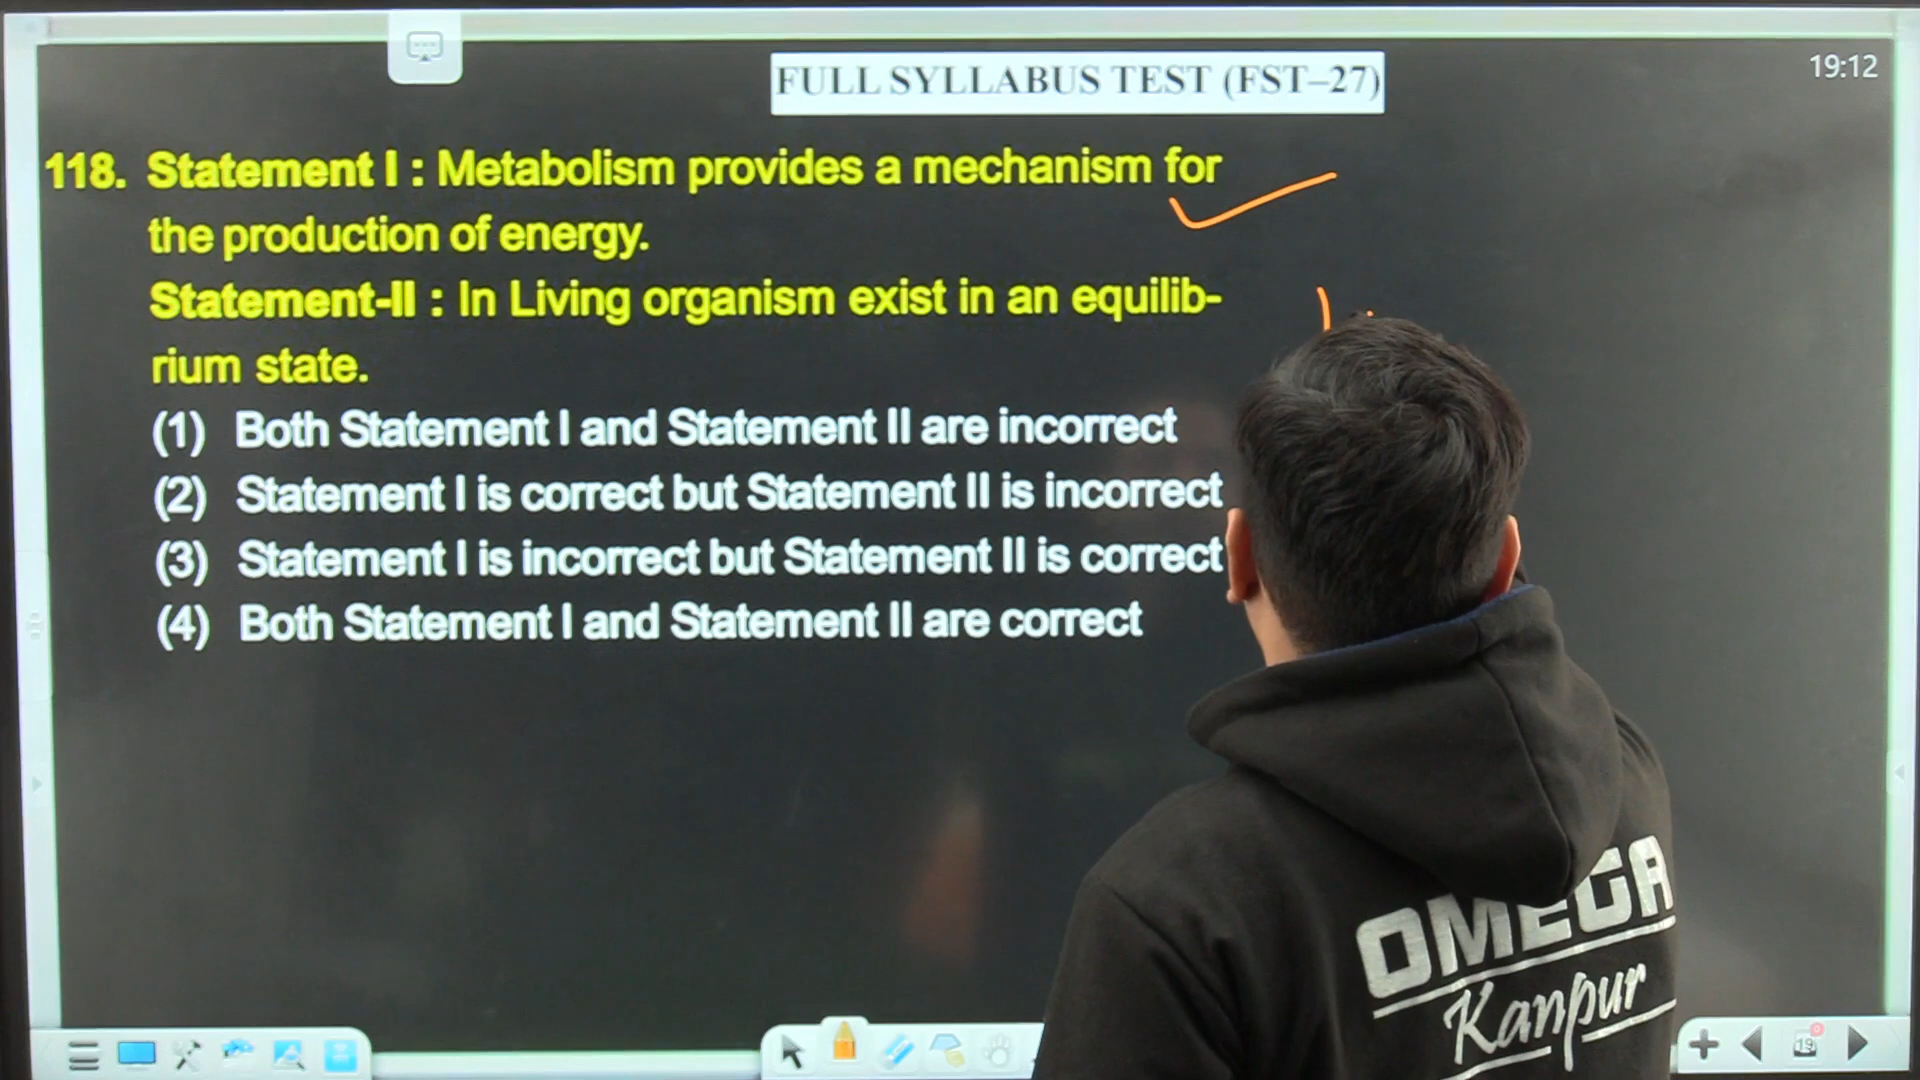 FULL SYLLABUS TEST (FST–27)
19:12
118. Statement I : Metabolism provides a mechanism for
the production of energy.
Statement-II : In Living organism exist in an equilib-
rium state.
(1) Both Statement I and Statement II are incorrect
(2) Statement I is correct but Statement II is incorrect
(3) Statement I is incorrect but Statement II is correct
(4) Both Statement I and Statement II are correct
OMEGA
Kanpur
19
0